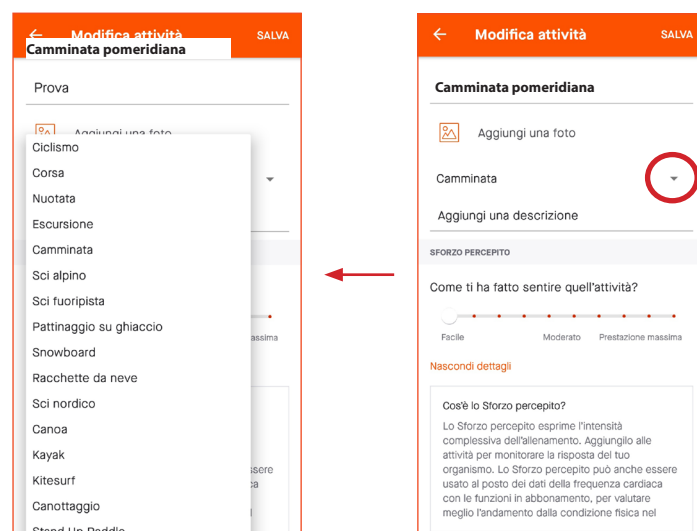 Modifica attività
SALVA
Camminata pomeridiana
Prova
Aggiungi una foto
Ciclismo
Corsa
Nuotata
Escursione
Camminata
Sci alpino
Sci fuoripista
Pattinaggio su ghiaccio
Snowboard
Racchette da neve
Sci nordico
Canoa
Kayak
Kitesurf
Canottaggio
Stand Up Paddle
assima
ssere
ca
Modifica attività
SALVA
Camminata pomeridiana
Aggiungi una foto
Camminata
Aggiungi una descrizione
SFORZO PERCEPITO
Come ti ha fatto sentire quell'attività?
Facile Moderato Prestazione massima
Nascondi dettagli
Cos'è lo Sforzo percepito?
Lo Sforzo percepito esprime l'intensità
complessiva dell'allenamento. Aggiungilo alle
attività per monitorare la risposta del tuo
organismo. Lo Sforzo percepito può anche essere
usato al posto dei dati della frequenza cardiaca
con le funzioni in abbonamento, per valutare
meglio l'andamento dalla condizione fisica nel